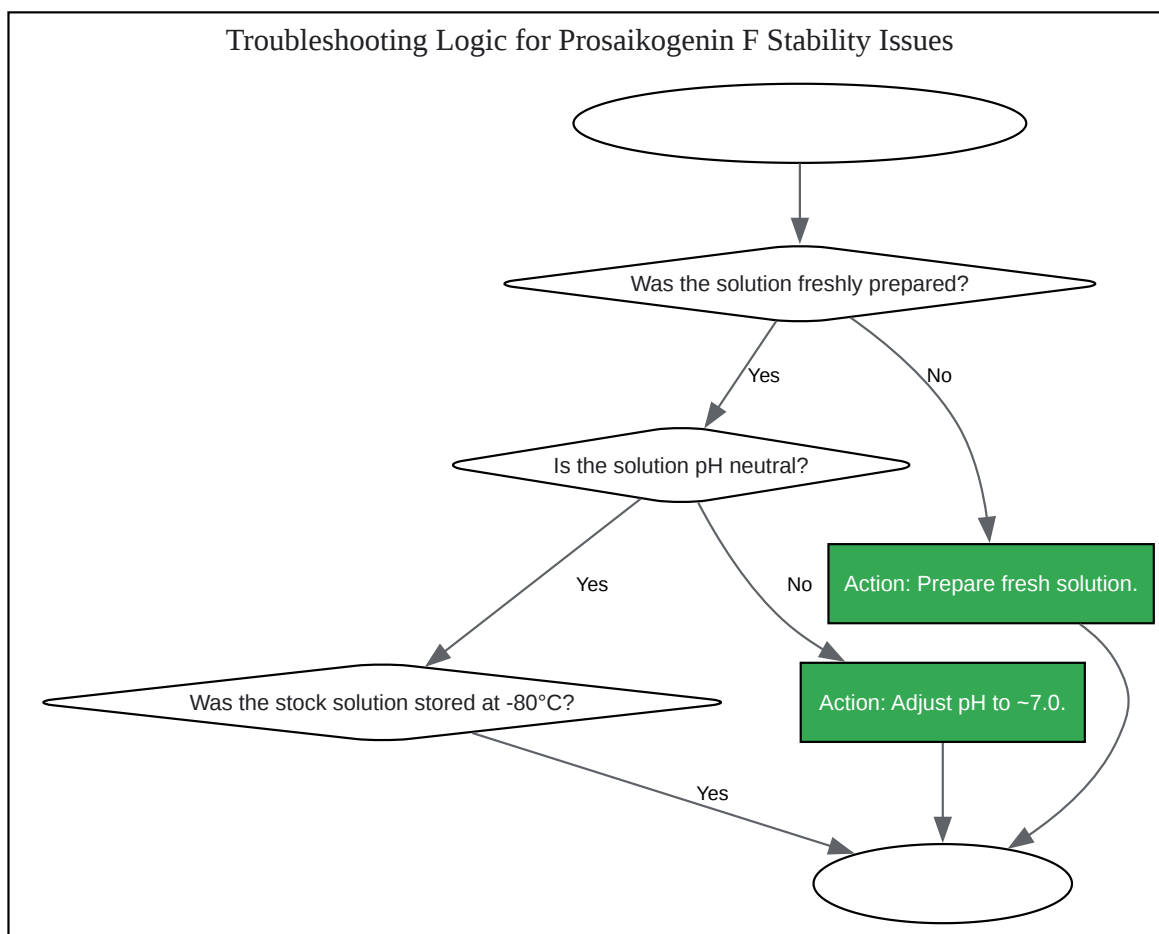 Troubleshooting Logic for Prosaikogenin F Stability Issues
Was the solution freshly prepared?
Yes
No
Is the solution pH neutral?
Yes
No
Action: Prepare fresh solution.
Was the stock solution stored at -80°C?
Action: Adjust pH to ~7.0.
Yes